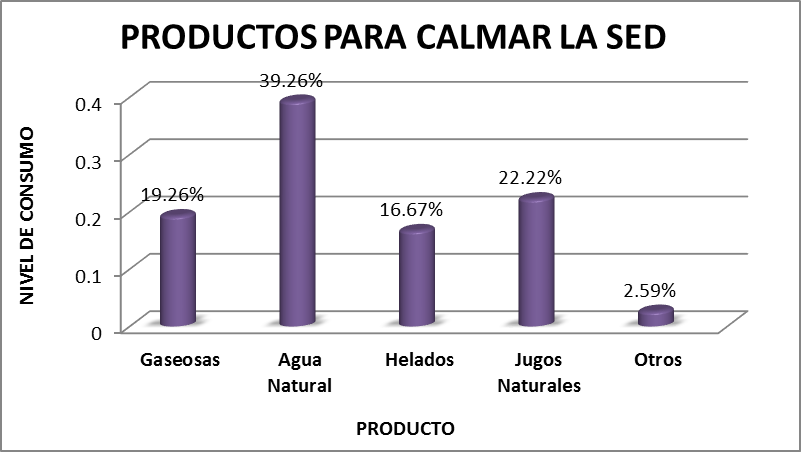 PRODUCTOS PARA CALMAR LA SED
NIVEL DE CONSUMO
0.4
0.3
0.2
0.1
0
19.26%
39.26%
16.67%
22.22%
2.59%
Gaseosas
Agua
Natural
Helados
Jugos
Naturales
Otros
PRODUCTO